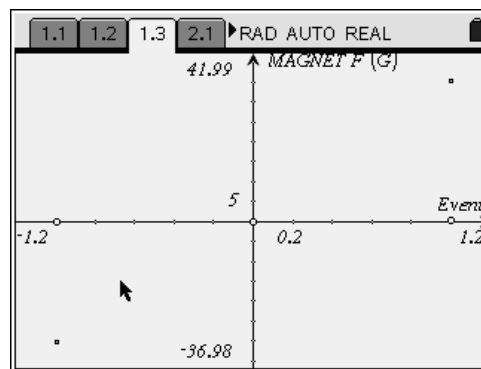 1.1 1.2 1.3 2.1 RAD AUTO REAL
41.99 MAGNET F (G)
5 Event
-1.2 0.2 1.2
-36.98